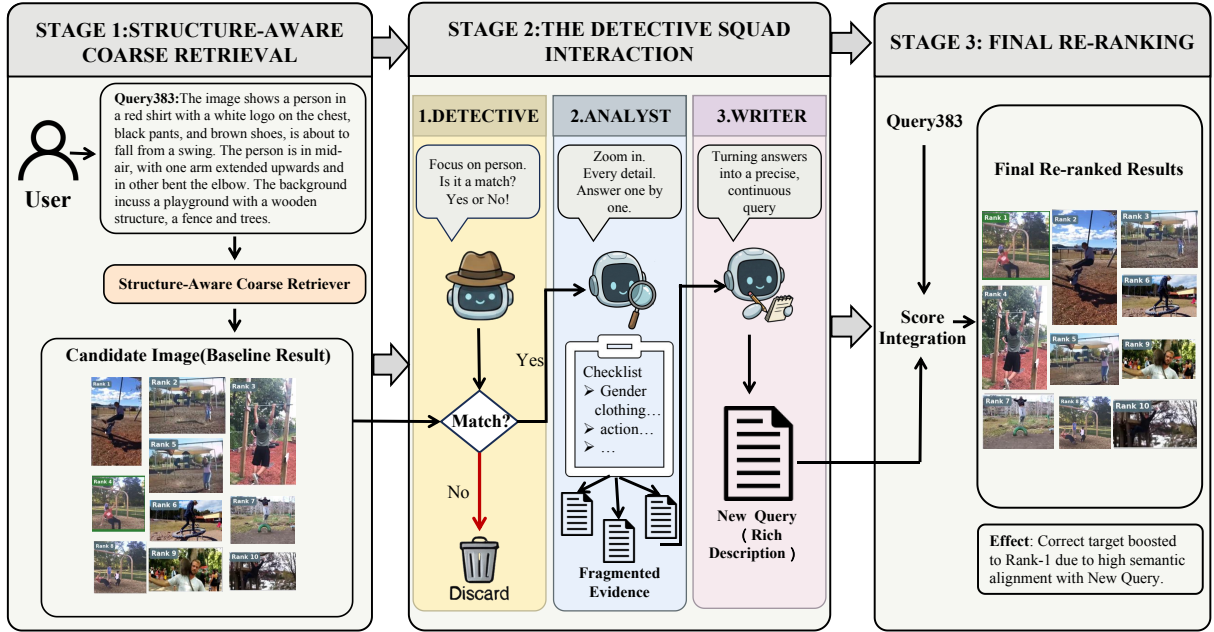 STAGE 1:STRUCTURE-AWARE
COARSE RETRIEVAL
User
Query383:The image shows a person in
a red shirt with a white logo on the chest,
black pants, and brown shoes, is about to
fall from a swing. The person is in mid-
air, with one arm extended upwards and
in other bent the elbow. The background
incuss a playground with a wooden
structure, a fence and trees.
Structure-Aware Coarse Retriever
Candidate Image(Baseline Result)
Rank 1
Rank 2
Rank 3
Rank 5
Rank 4
Rank 6
Rank 7
Rank 8
Rank 9
Rank 10
STAGE 2:THE DETECTIVE SQUAD
INTERACTION
1.DETECTIVE
Focus on person.
Is it a match?
Yes or No!
Match?
Yes
No
Discard
2.ANALYST
Zoom in.
Every detail.
Answer one by
one.
Checklist
➢ Gender
clothing…
➢ action…
➢ …
Fragmented
Evidence
3.WRITER
Turning answers
into a precise,
continuous
query
New Query
(Rich
Description)
STAGE 3: FINAL RE-RANKING
Query383
Score
Integration
Final Re-ranked Results
Rank 1
Rank 2
Rank 3
Rank 6
Rank 4
Rank 5
Rank 9
Rank 7
Rank 8
Rank 10
Effect: Correct target boosted
to Rank-1 due to high semantic
alignment with New Query.